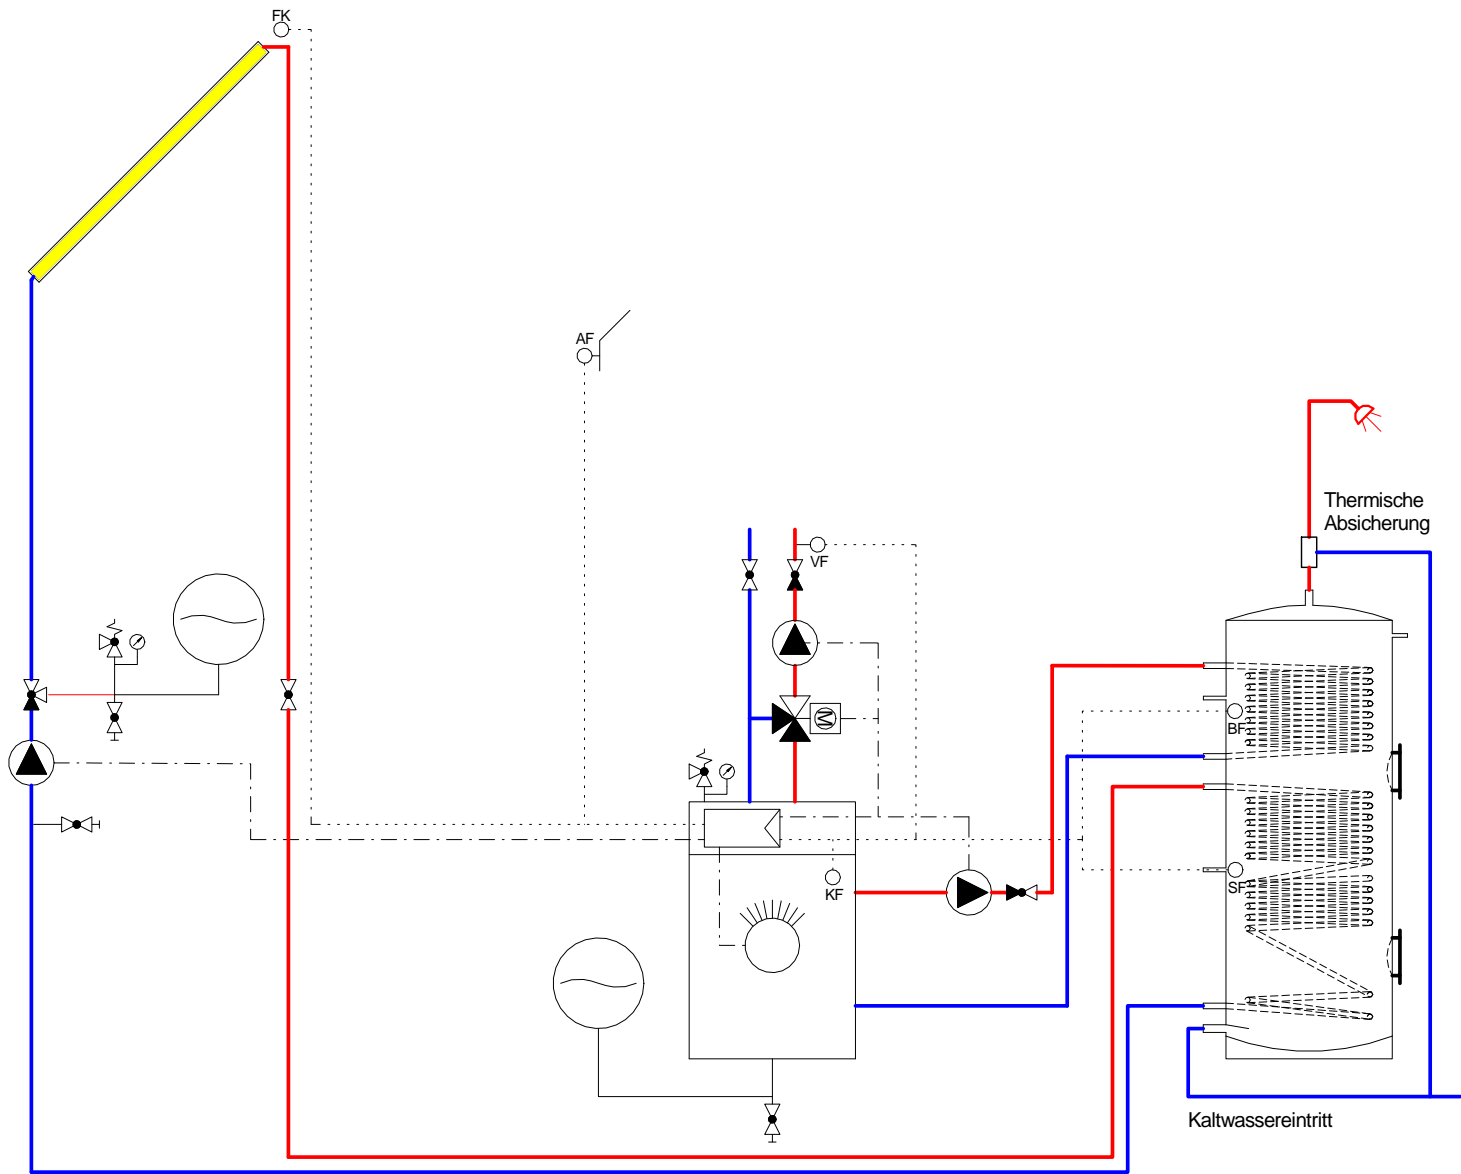 FK
AF
Thermische
Absicherung
VF
M
BF
SF
KF
Kaltwassereintritt